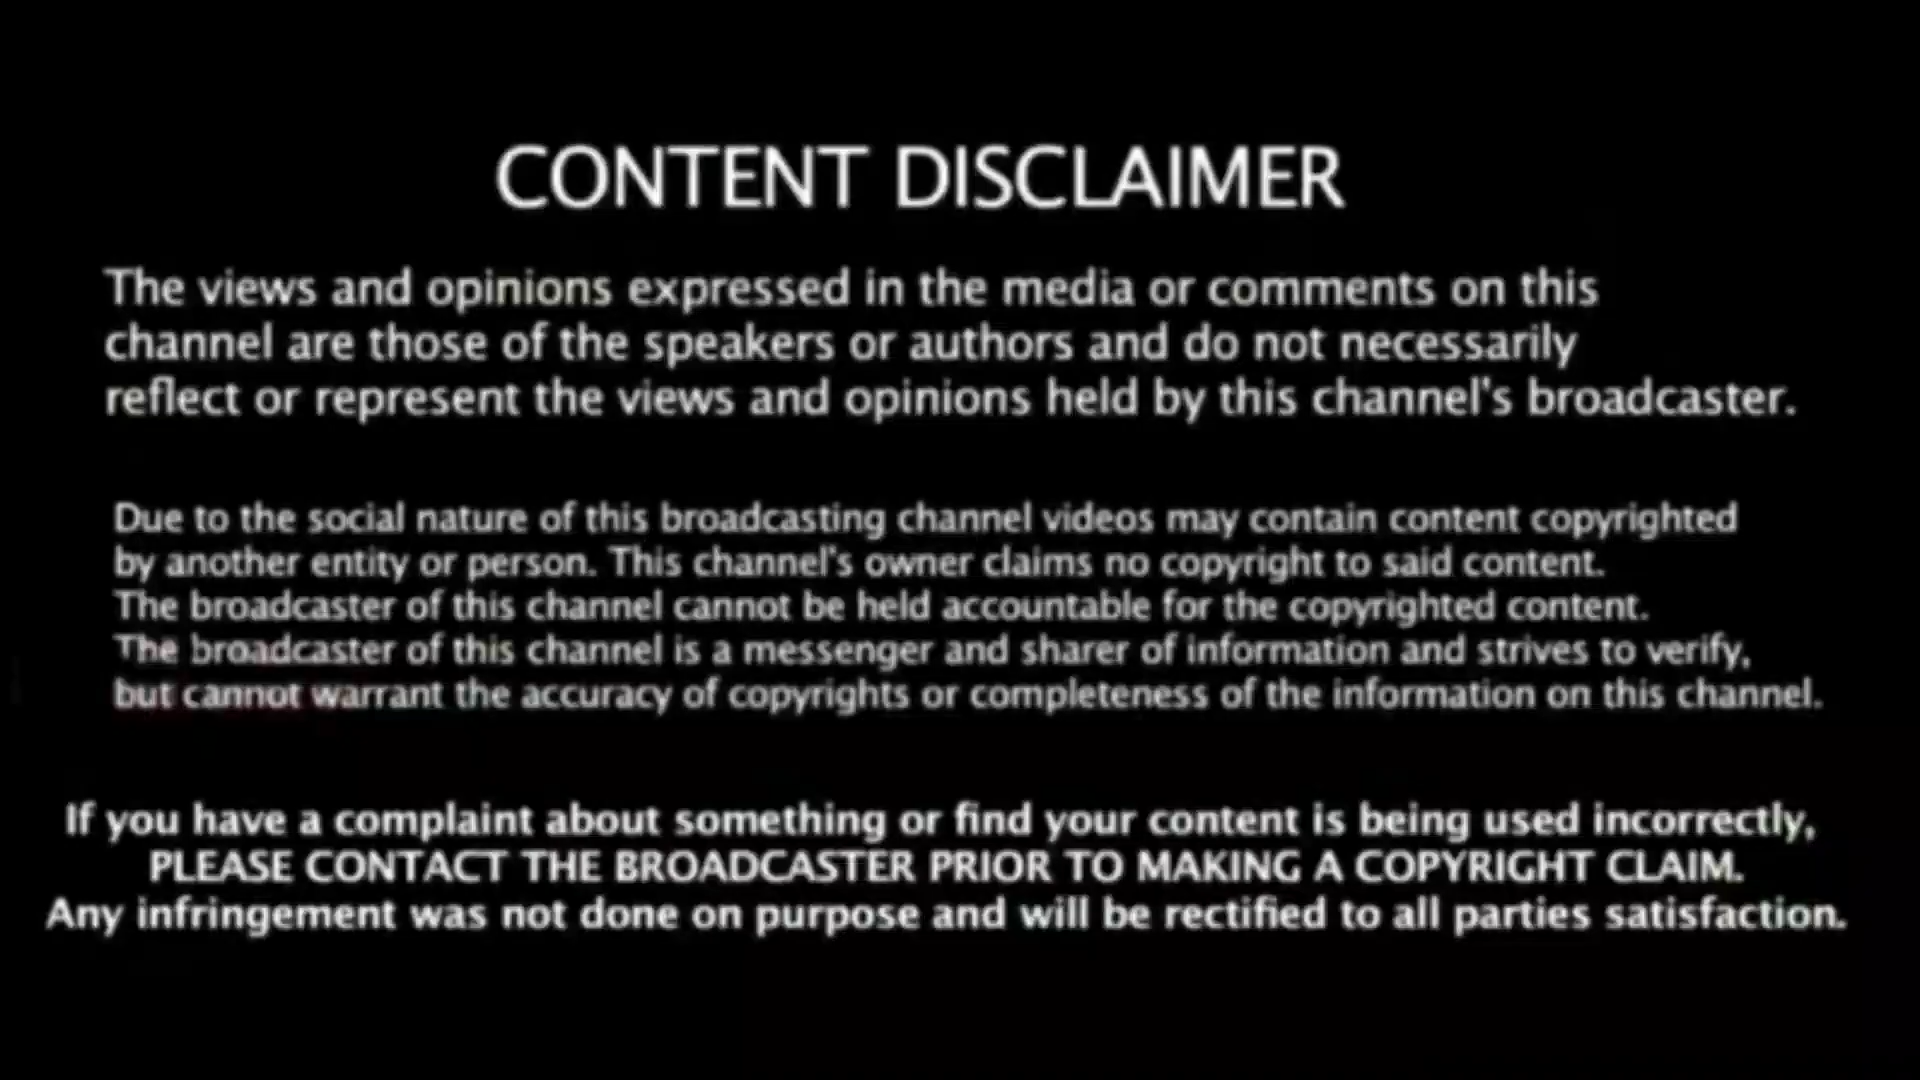 CONTENT DISCLAIMER
The views and opinions expressed in the media or comments on this
channel are those of the speakers or authors and do not necessarily
reflect or represent the views and opinions held by this channel's broadcaster.
Due to the social nature of this broadcasting channel videos may contain content copyrighted
by another entity or person. This channel's owner claims no copyright to said content.
The broadcaster of this channel cannot be held accountable for the copyrighted content.
The broadcaster of this channel is a messenger and sharer of information and strives to verify,
but cannot warrant the accuracy of copyrights or completeness of the information on this channel.
If you have a complaint about something or find your content is being used incorrectly,
PLEASE CONTACT THE BROADCASTER PRIOR TO MAKING A COPYRIGHT CLAIM.
Any infringement was not done on purpose and will be rectified to all parties satisfaction.